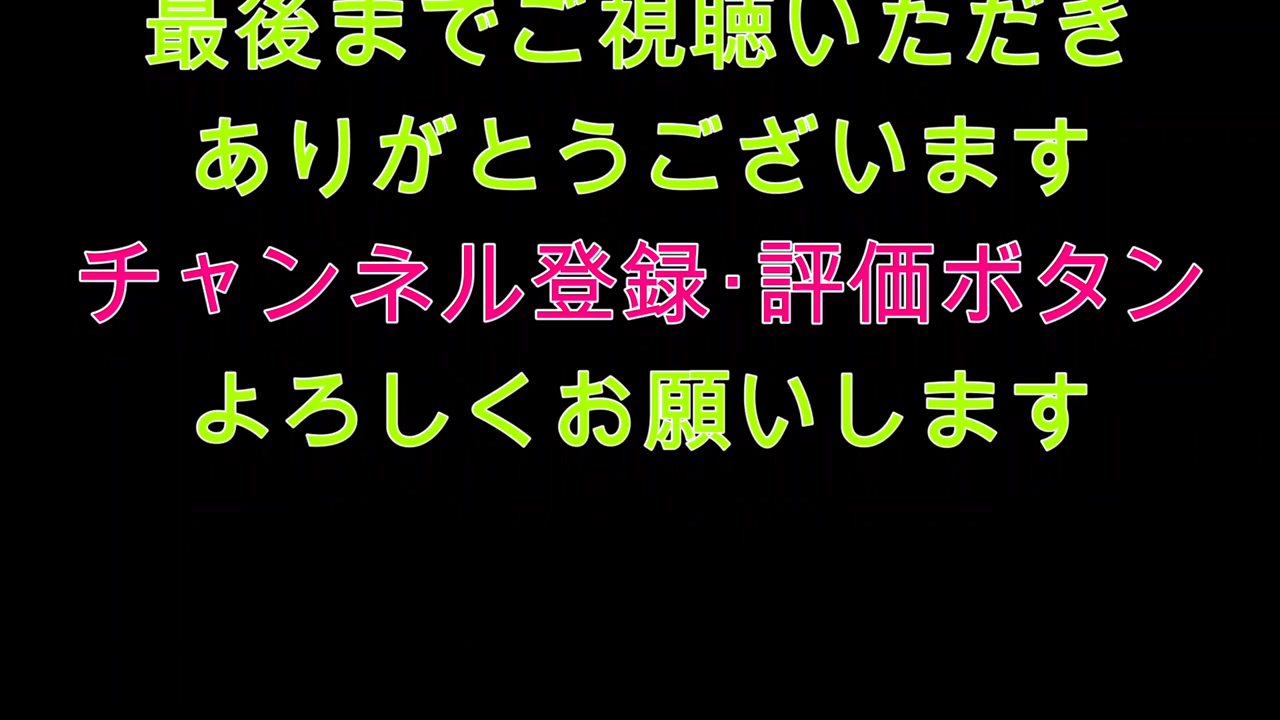 最後までご視聴いただき
ありがとうございます
チャンネル登録･評価ボタン
よろしくお願いします